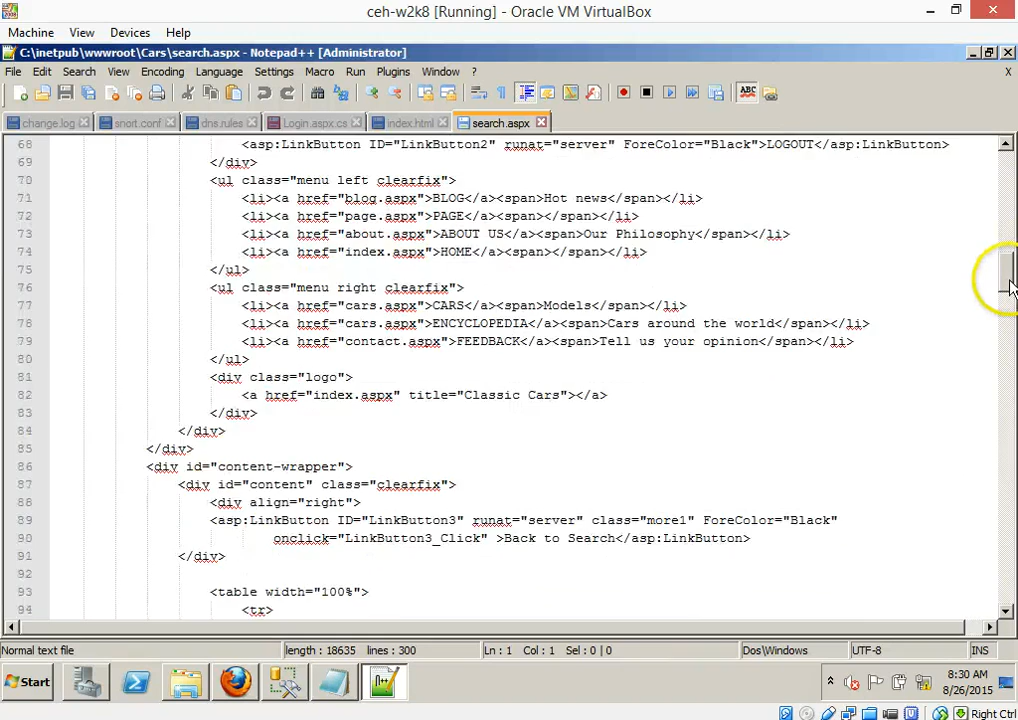 ceh-w2k8 [Running] - Oracle VM VirtualBox
Machine View Devices Help
C:\inetpub\wwwroot\Cars\search.aspx - Notepad++ [Administrator]
File Edit Search View Encoding Language Settings Macro Run Plugins Window ? X
change.log snort.conf dns.rules Login.aspx.cs index.html search.aspx
68 <asp:LinkButton ID="LinkButton2" runat="server" ForeColor="Black">LOGOUT</asp:LinkButton>
69 </div>
70 <ul class="menu left clearfix">
71 <li><a href="blog.aspx">BLOG</a><span>Hot news</span></li>
72 <li><a href="page.aspx">PAGE</a><span></span></li>
73 <li><a href="about.aspx">ABOUT US</a><span>Our Philosophy</span></li>
74 <li><a href="index.aspx">HOME</a><span></span></li>
75 </ul>
76 <ul class="menu right clearfix">
77 <li><a href="cars.aspx">CARS</a><span>Models</span></li>
78 <li><a href="cars.aspx">ENCYCLOPEDIA</a><span>Cars around the world</span></li>
79 <li><a href="contact.aspx">FEEDBACK</a><span>Tell us your opinion</span></li>
80 </ul>
81 <div class="logo">
82 <a href="index.aspx" title="Classic Cars"></a>
83 </div>
84 </div>
85 </div>
86 <div id="content-wrapper">
87 <div id="content" class="clearfix">
88 <div align="right">
89 <asp:LinkButton ID="LinkButton3" runat="server" class="more1" ForeColor="Black"
90 onclick="LinkButton3_Click" >Back to Search</asp:LinkButton>
91 </div>
92
93 <table width="100%">
94 <tr>
Normal text file length : 18635 lines : 300 Ln : 1 Col : 1 Sel : 0 | 0 Dos\Windows UTF-8 INS
Start
8:30 AM
8/26/2015
Right Ctrl